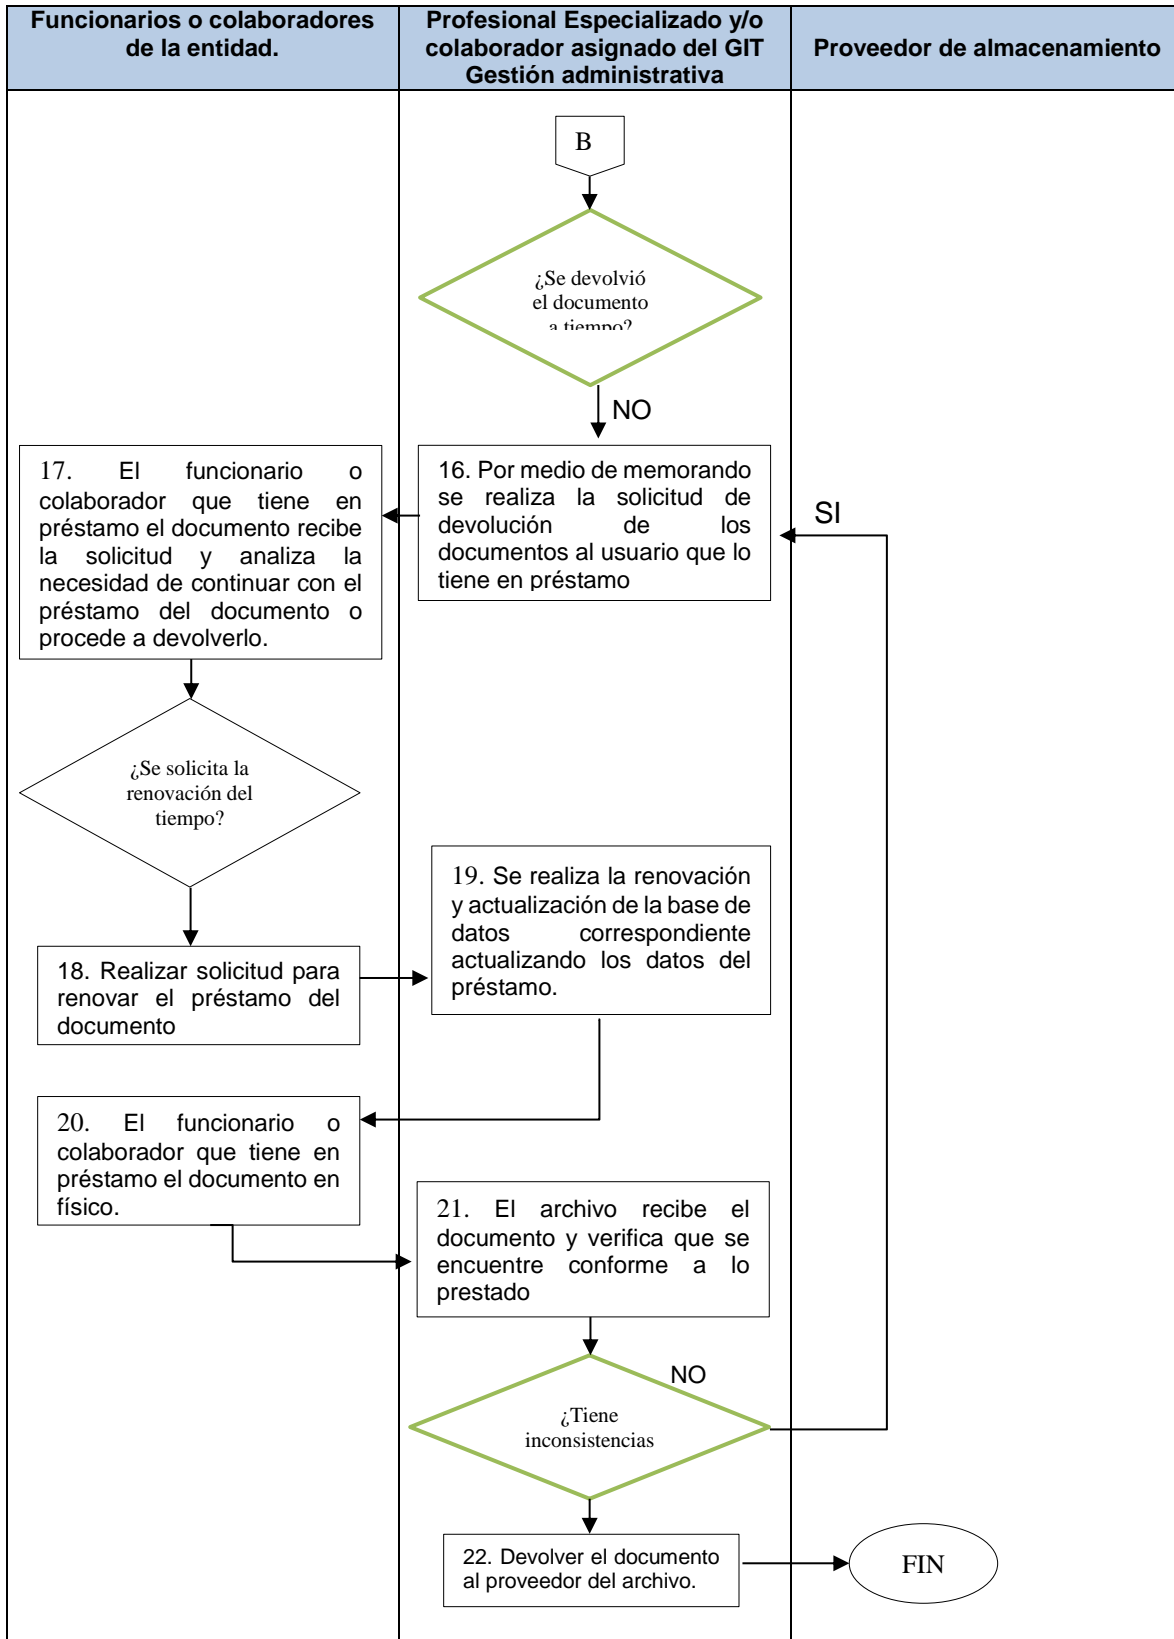 Funcionarios o colaboradores
de la entidad.
Profesional Especializado y/o
colaborador asignado del GIT
Gestión administrativa
Proveedor de almacenamiento
B
¿Se devolvió
el documento
a tiempo?
NO
16. Por medio de memorando
se realiza la solicitud de
devolución de los
documentos al usuario que lo
tiene en préstamo
SI
17. El funcionario o
colaborador que tiene en
préstamo el documento recibe
la solicitud y analiza la
necesidad de continuar con el
préstamo del documento o
procede a devolverlo.
¿Se solicita la
renovación del
tiempo?
18. Realizar solicitud para
renovar el préstamo del
documento
19. Se realiza la renovación
y actualización de la base de
datos correspondiente
actualizando los datos del
préstamo.
20. El funcionario o
colaborador que tiene en
préstamo el documento en
físico.
21. El archivo recibe el
documento y verifica que se
encuentre conforme a lo
prestado
NO
¿Tiene
inconsistencias
22. Devolver el documento
al proveedor del archivo.
FIN